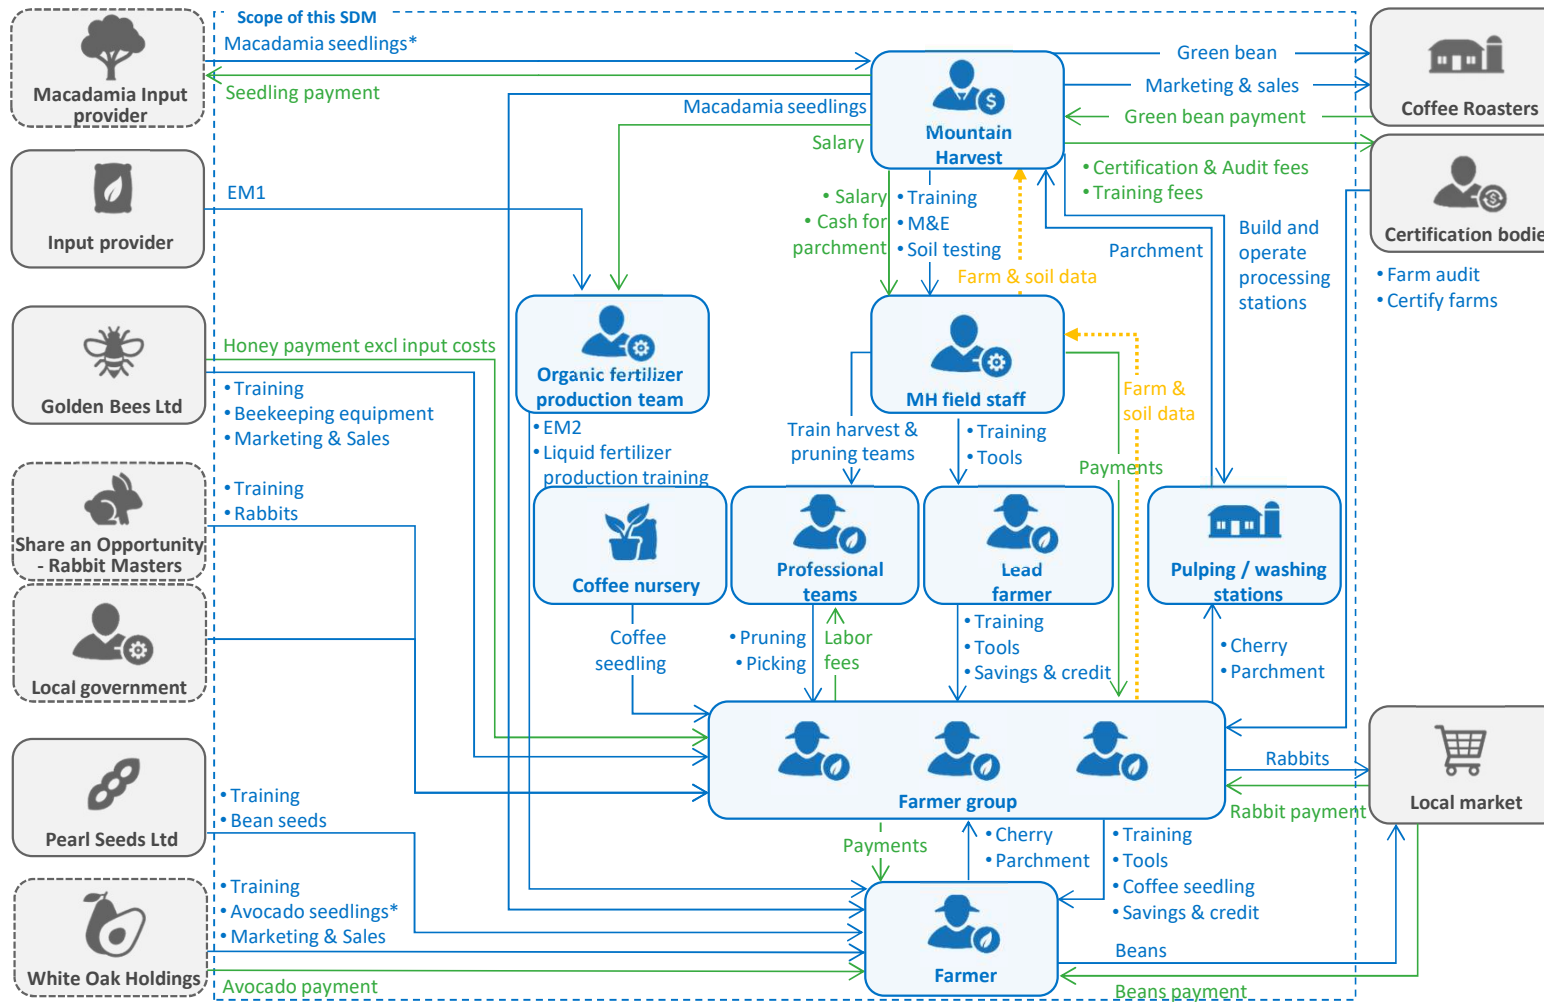 Scope of this SDM
Macadamia seedlings*
Seedling payment
Macadamia Input
provider
Macadamia seedlings
Mountain
Harvest
Green bean
Marketing & sales
Green bean payment
Coffee Roasters
Salary
• Certification & Audit fees
• Training fees
EM1
Input provider
• Salary
• Cash for
parchment
• Training
• M&E
• Soil testing
Farm & soil data
Parchment
Build and
operate
processing
stations
Certification bodie
• Farm audit
• Certify farms
Honey payment excl input costs
• Training
• Beekeeping equipment
• Marketing & Sales
Golden Bees Ltd
Organic fertilizer
production team
• EM2
• Liquid fertilizer
production training
MH field staff
Farm &
soil data
Train harvest &
pruning teams
• Training
• Tools
Payments
• Training
• Rabbits
Share an Opportunity
- Rabbit Masters
Coffee nursery
Professional
teams
Lead
farmer
Pulping / washing
stations
Local government
Coffee
seedling
• Pruning
• Picking
Labor
fees
• Training
• Tools
• Savings & credit
• Cherry
• Parchment
Farmer group
Rabbits
Rabbit payment
Local market
Pearl Seeds Ltd
• Training
• Bean seeds
Payments
• Cherry
• Parchment
• Training
• Tools
• Coffee seedling
• Savings & credit
• Training
• Avocado seedlings*
• Marketing & Sales
White Oak Holdings
Avocado payment
Farmer
Beans
Beans payment